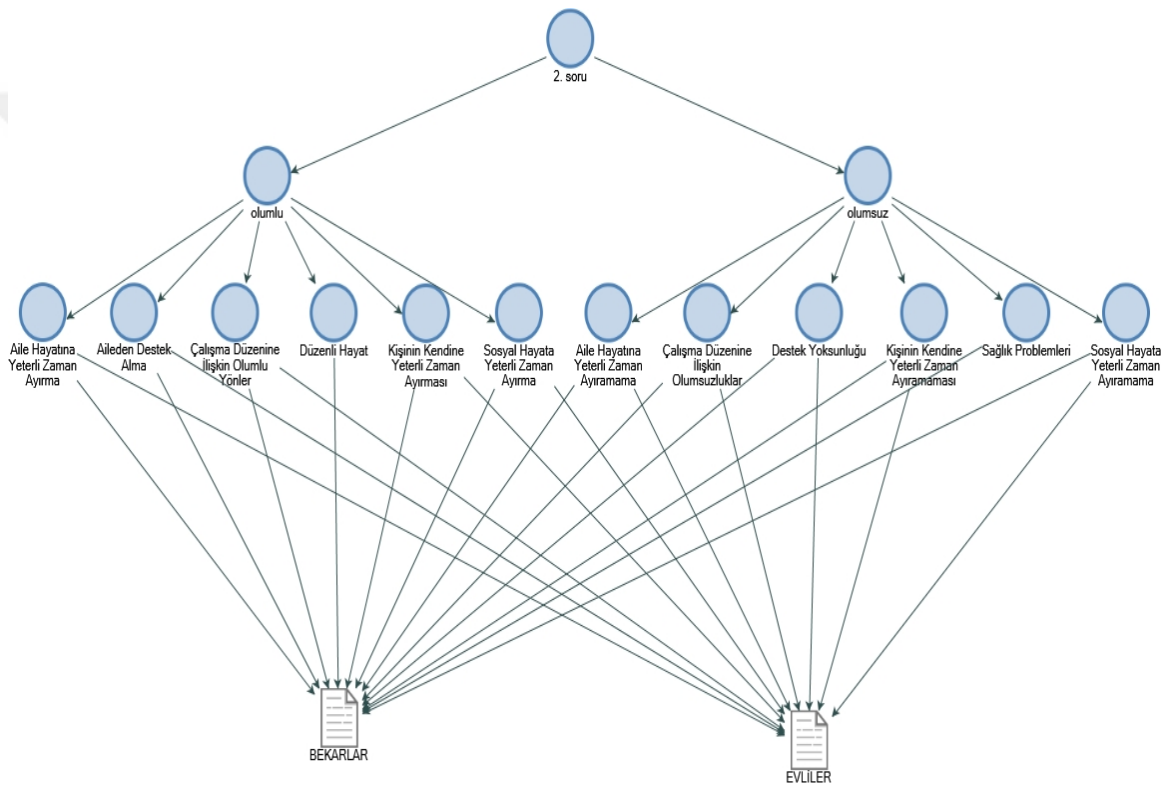 2. soru
olumlu
olumsuz
Aile Hayatına
Yeterli Zaman
Ayırma
Aileden Destek
Alma
Çalışma Düzenine
İlişkin Olumlu
Yönler
Düzenli Hayat
Kişinin Kendine
Yeterli Zaman
Ayırması
Sosyal Hayata
Yeterli Zaman
Ayırma
Aile Hayatına
Yeterli Zaman
Ayıramama
Çalışma Düzenine
İlişkin
Olumsuzluklar
Destek Yoksunluğu
Kişinin Kendine
Yeterli Zaman
Ayıramaması
Sağlık Problemleri
Sosyal Hayata
Yeterli Zaman
Ayıramama
BEKARLAR
EVLİLER